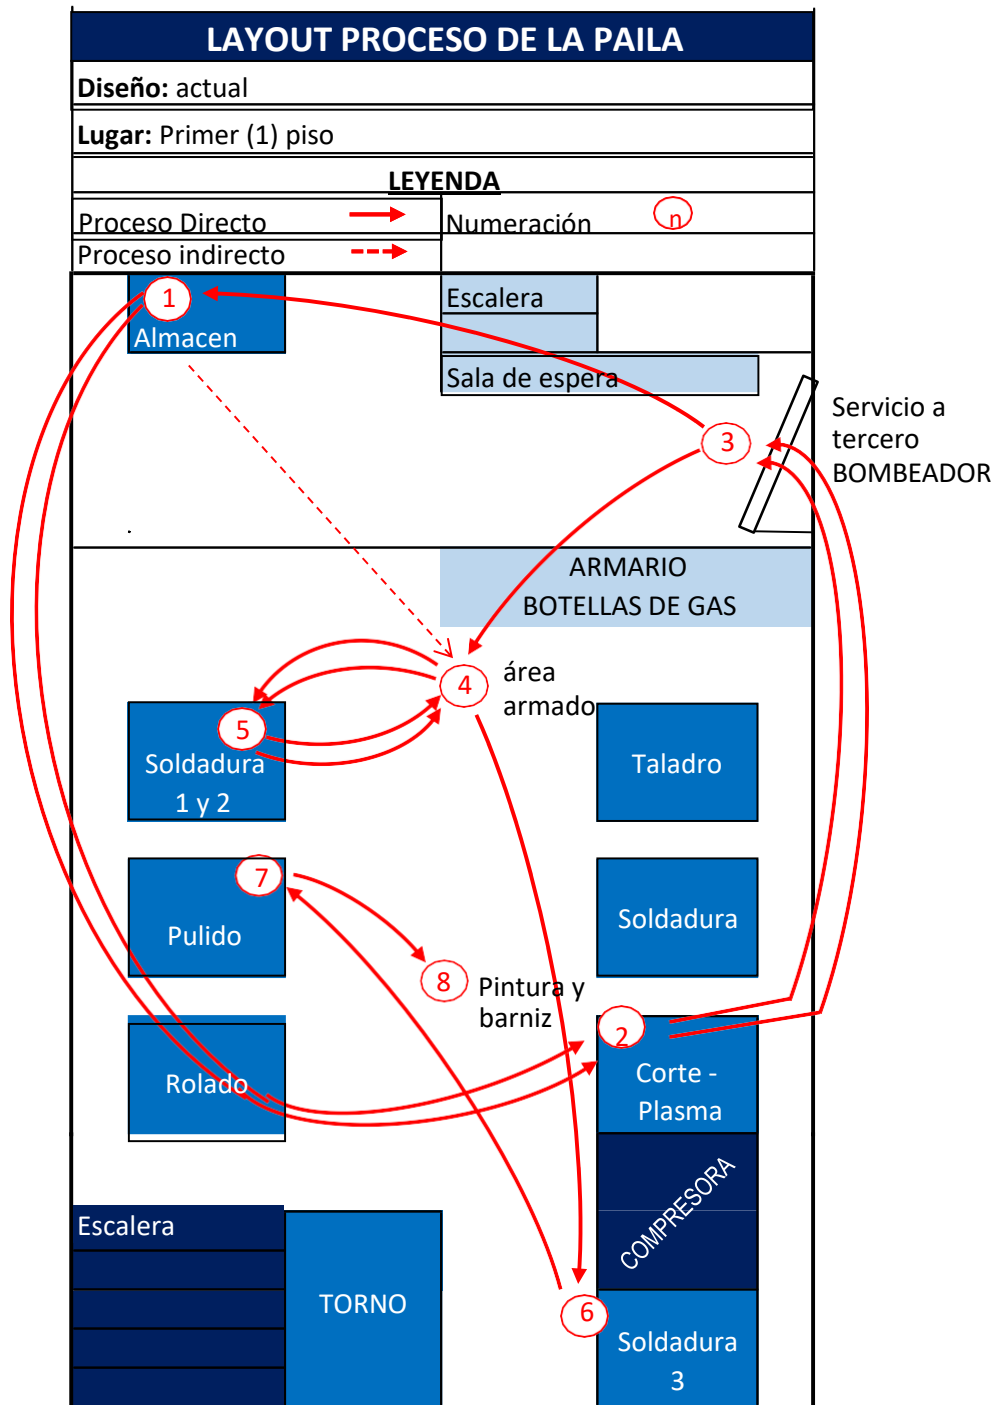 LAYOUT PROCESO DE LA PAILA
Diseño: actual
Lugar: Primer (1) piso
LEYENDA
Proceso Directo
Numeración
n
Proceso indirecto
1
Almacen
Escalera
Sala de espera
3
Servicio a
tercero
BOMBEADOR
ARMARIO
BOTELLAS DE GAS
4
área
armado
5
Soldadura
1 y 2
Taladro
7
Pulido
Soldadura
8
Pintura y
barniz
2
Corte -
Plasma
Rolado
COMPRESORA
Escalera
TORNO
6
Soldadura
3